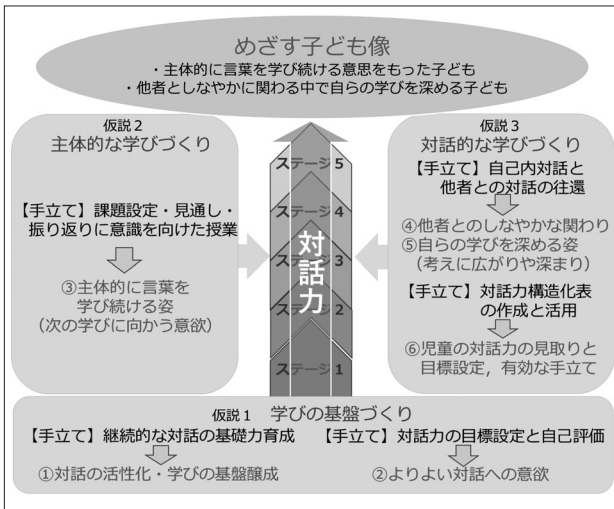 めざす子ども像
・主体的に言葉を学び続ける意思をもった子ども
・他者としなやかに関わる中で自らの学びを深める子ども
仮説２
主体的な学びづくり
【手立て】課題設定・見通し・
振り返りに意識を向けた授業
③主体的に言葉を
学び続ける姿
（次の学びに向かう意欲）
ステージ５
ステージ４
ステージ３
ステージ２
ステージ１
対話力
仮説３
対話的な学びづくり
【手立て】自己内対話と
他者との対話の往還
④他者とのしなやかな関わり
⑤自らの学びを深める姿
（考えに広がりや深まり）
【手立て】対話力構造化表
の作成と活用
⑥児童の対話力の見取りと
目標設定，有効な手立て
仮説１ 学びの基盤づくり
【手立て】継続的な対話の基礎力育成
①対話の活性化・学びの基盤醸成
【手立て】対話力の目標設定と自己評価
②よりよい対話への意欲